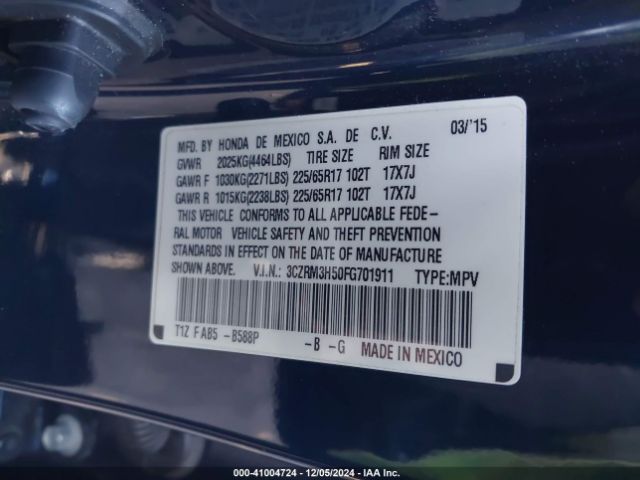 MFD. BY HONDA DE MEXICO S.A. DE C.V. 03/'15
GVWR 2025KG(4464LBS) TIRE SIZE RIM SIZE
GAWR F 1030KG(2271LBS) 225/65R17 102T 17X7J
GAWR R 1015KG(2238LBS) 225/65R17 102T 17X7J
THIS VEHICLE CONFORMS TO ALL APPLICABLE FEDE-
RAL MOTOR VEHICLE SAFETY AND THEFT PREVENTION
STANDARDS IN EFFECT ON THE DATE OF MANUFACTURE
SHOWN ABOVE. V.I.N.: 3CZRM3H50FG701911 TYPE:MPV
T1Z F AB5 -B588P -B -G MADE IN MEXICO
000-41004724 - 12/05/2024 - IAA Inc.